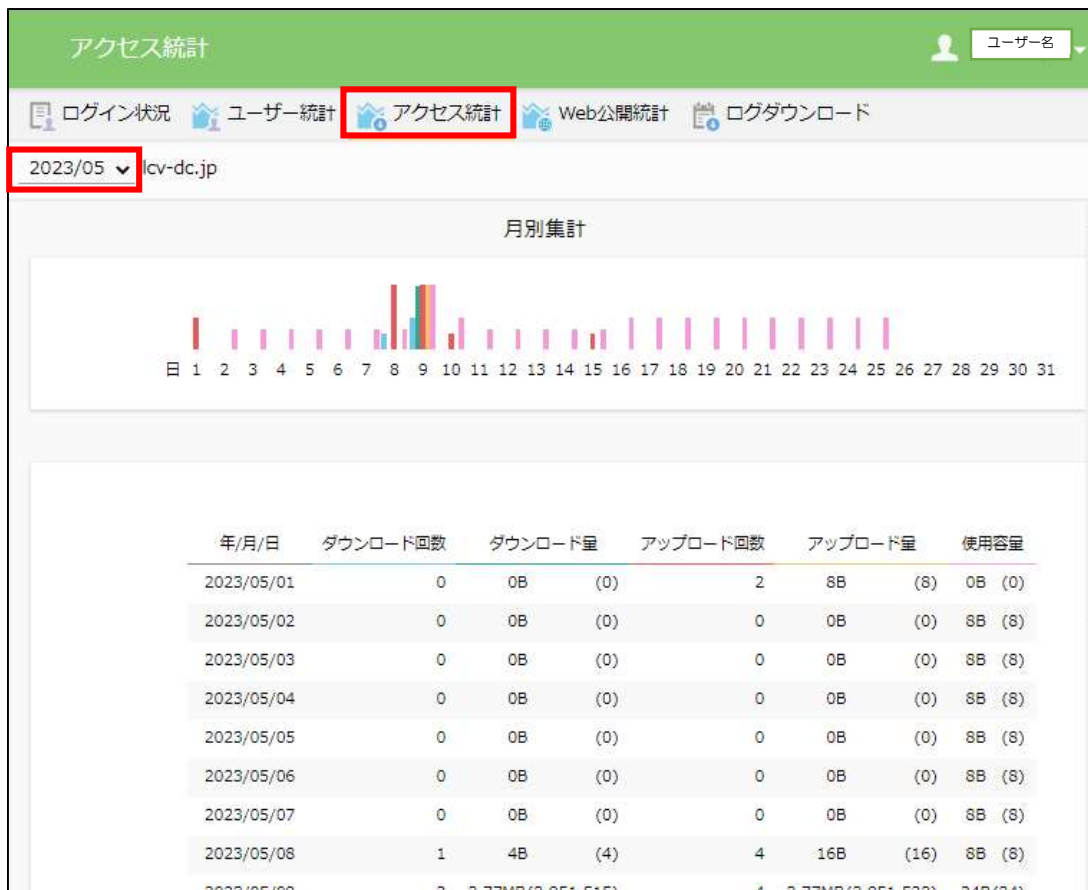 アクセス統計 ユーザー名
ログイン状況 ユーザー統計 アクセス統計 Web公開統計 ログダウンロード
2023/05 lcv-dc.jp
月別集計
日 1 2 3 4 5 6 7 8 9 10 11 12 13 14 15 16 17 18 19 20 21 22 23 24 25 26 27 28 29 30 31
年/月/日 ダウンロード回数 ダウンロード量 アップロード回数 アップロード量 使用容量
2023/05/01 0 0B (0) 2 8B (8) 0B (0)
2023/05/02 0 0B (0) 0 0B (0) 8B (8)
2023/05/03 0 0B (0) 0 0B (0) 8B (8)
2023/05/04 0 0B (0) 0 0B (0) 8B (8)
2023/05/05 0 0B (0) 0 0B (0) 8B (8)
2023/05/06 0 0B (0) 0 0B (0) 8B (8)
2023/05/07 0 0B (0) 0 0B (0) 8B (8)
2023/05/08 1 4B (4) 4 16B (16) 8B (8)